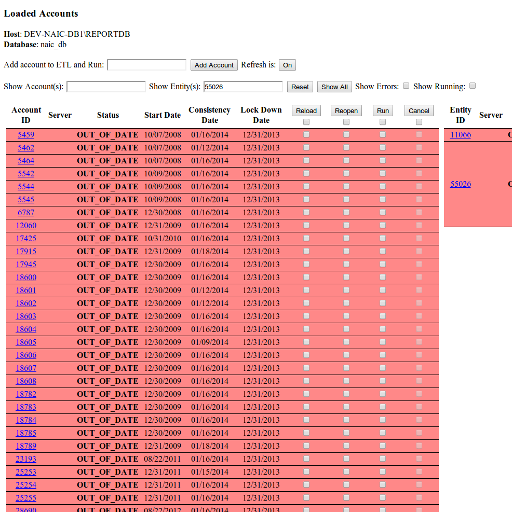 Loaded Accounts
Host: DEV-NAIC-DB1\REPORTDB
Database: naic_db
Add account to ETL and Run: Add Account Refresh is: On
Show Account(s): Show Entity(s): 55026 Reset Show All Show Errors: Show Running:
Account ID Server Status Start Date Consistency Date Lock Down Date Reload Reopen Run Cancel Entity ID Server
5459 OUT_OF_DATE 10/07/2008 01/16/2014 12/31/2013 11066
5462 OUT_OF_DATE 10/07/2008 01/12/2014 12/31/2013
5464 OUT_OF_DATE 10/07/2008 01/16/2014 12/31/2013
5542 OUT_OF_DATE 10/09/2008 01/16/2014 12/31/2013
5544 OUT_OF_DATE 10/09/2008 01/16/2014 12/31/2013 55026
5545 OUT_OF_DATE 10/09/2008 01/16/2014 12/31/2013
6787 OUT_OF_DATE 12/30/2008 01/16/2014 12/31/2013
12060 OUT_OF_DATE 12/31/2009 01/16/2014 12/31/2013
17425 OUT_OF_DATE 10/31/2010 01/16/2014 12/31/2013
17915 OUT_OF_DATE 12/31/2009 01/18/2014 12/31/2013
17945 OUT_OF_DATE 12/30/2009 01/16/2014 12/31/2013
18600 OUT_OF_DATE 12/30/2009 01/16/2014 12/31/2013
18601 OUT_OF_DATE 12/30/2009 01/12/2014 12/31/2013
18602 OUT_OF_DATE 12/30/2009 01/12/2014 12/31/2013
18603 OUT_OF_DATE 12/30/2009 01/16/2014 12/31/2013
18604 OUT_OF_DATE 12/30/2009 01/16/2014 12/31/2013
18605 OUT_OF_DATE 12/30/2009 01/09/2014 12/31/2013
18606 OUT_OF_DATE 12/30/2009 01/16/2014 12/31/2013
18607 OUT_OF_DATE 12/30/2009 01/16/2014 12/31/2013
18608 OUT_OF_DATE 12/30/2009 01/16/2014 12/31/2013
18782 OUT_OF_DATE 12/30/2009 01/16/2014 12/31/2013
18783 OUT_OF_DATE 12/30/2009 01/16/2014 12/31/2013
18784 OUT_OF_DATE 12/30/2009 01/16/2014 12/31/2013
18785 OUT_OF_DATE 12/30/2009 01/16/2014 12/31/2013
18789 OUT_OF_DATE 12/31/2009 01/18/2014 12/31/2013
23193 OUT_OF_DATE 08/22/2011 01/16/2014 12/31/2013
25253 OUT_OF_DATE 12/31/2011 01/15/2014 12/31/2013
25254 OUT_OF_DATE 12/31/2011 01/16/2014 12/31/2013
25255 OUT_OF_DATE 12/31/2011 01/16/2014 12/31/2013
28690 OUT_OF_DATE 08/27/2012 01/16/2014 12/31/2013